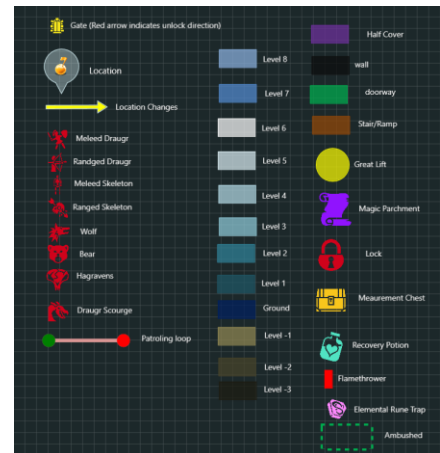 Gate (Red arrow indicates unlock direction)
Location
Location Changes
Meleed Draugr
Randged Draugr
Meleed Skeleton
Ranged Skeleton
Wolf
Bear
Hagravens
Draugr Scourge
Patroling loop
Level 8
Level 7
Level 6
Level 5
Level 4
Level 3
Level 2
Level 1
Ground
Level -1
Level -2
Level -3
Half Cover
wall
doorway
Stair/Ramp
Great Lift
Magic Parchment
Lock
Meaurement Chest
Recovery Potion
Flamethrower
Elemental Rune Trap
Ambushed